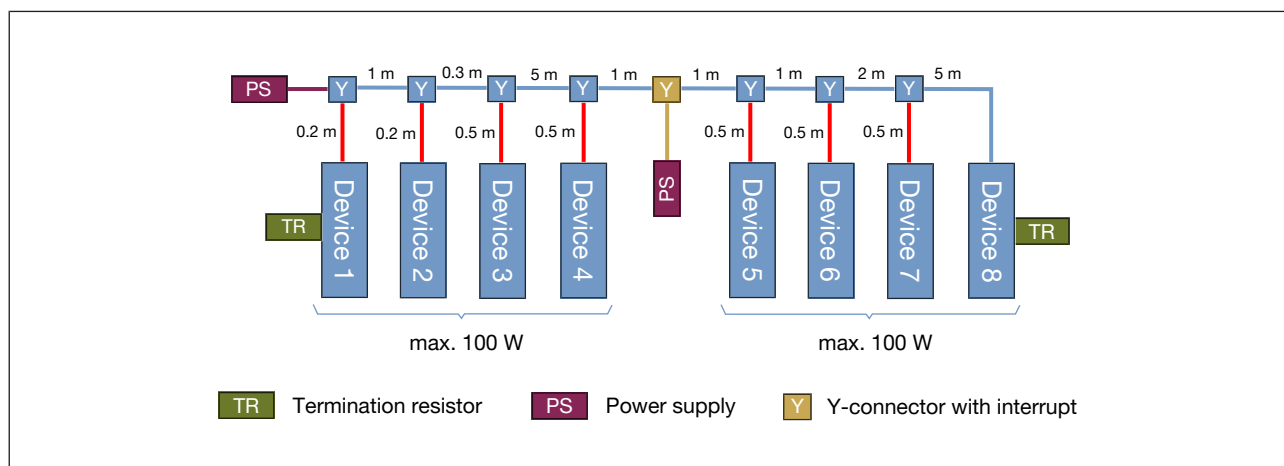 1 m 0.3 m 5 m 1 m 1 m 1 m 2 m 5 m
PS Y Y Y Y Y Y Y Y
0.2 m 0.2 m 0.5 m 0.5 m 0.5 m 0.5 m 0.5 m
PS
Device 1 Device 2 Device 3 Device 4 Device 5 Device 6 Device 7 Device 8
TR TR
max. 100 W max. 100 W
TR Termination resistor PS Power supply Y Y-connector with interrupt